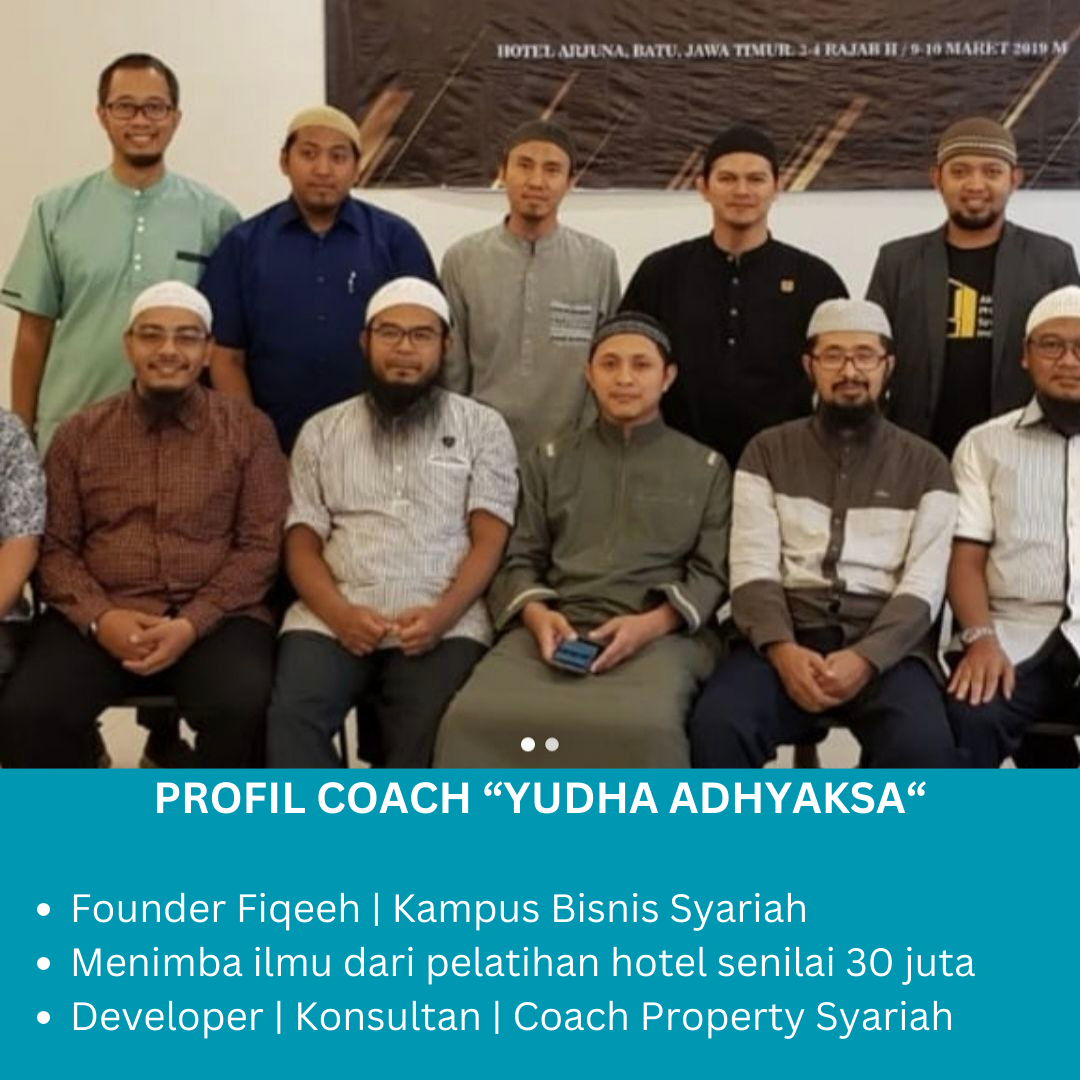 HOTEL ARJUNA, BATU, JAWA TIMUR. 3-4 RAJAB H / 9-10 MARET 2019 M
PROFIL COACH “YUDHA ADHYAKSA“
• Founder Fiqeeh | Kampus Bisnis Syariah
• Menimba ilmu dari pelatihan hotel senilai 30 juta
• Developer | Konsultan | Coach Property Syariah